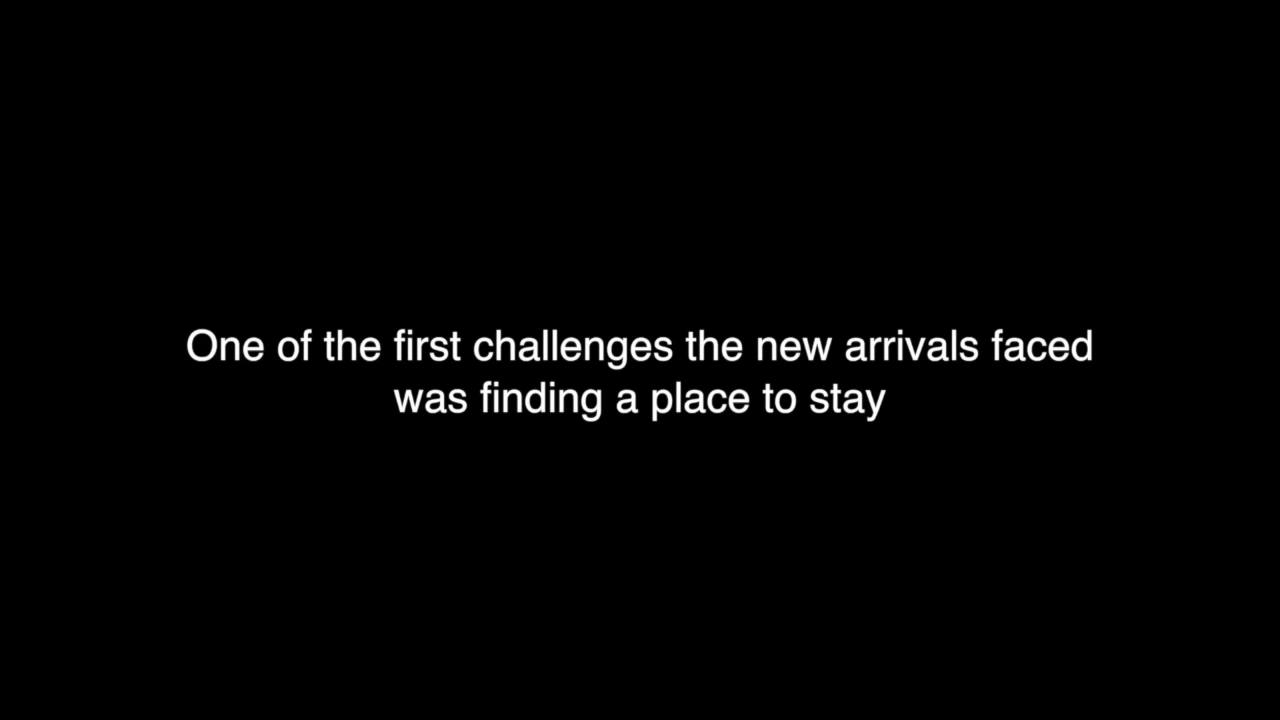 One of the first challenges the new arrivals faced
was finding a place to stay